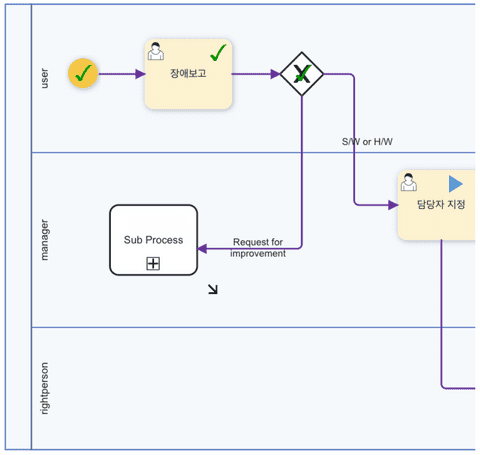 user
장애보고
S/W or H/W
manager
담당자 지정
Sub Process
Request for
improvement
rightperson